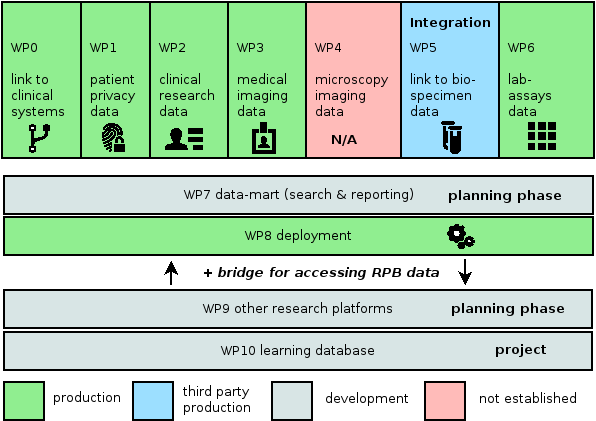 WP0
link to
clinical
systems
WP1
patient
privacy
data
WP2
clinical
research
data
WP3
medical
imaging
data
WP4
microscopy
imaging
data
N/A
Integration
WP5
link to bio-
specimen
data
WP6
lab-
assays
data
WP7 data-mart (search & reporting) planning phase
WP8 deployment
+ bridge for accessing RPB data
WP9 other research platforms planning phase
WP10 learning database project
production
third party
production
development
not established